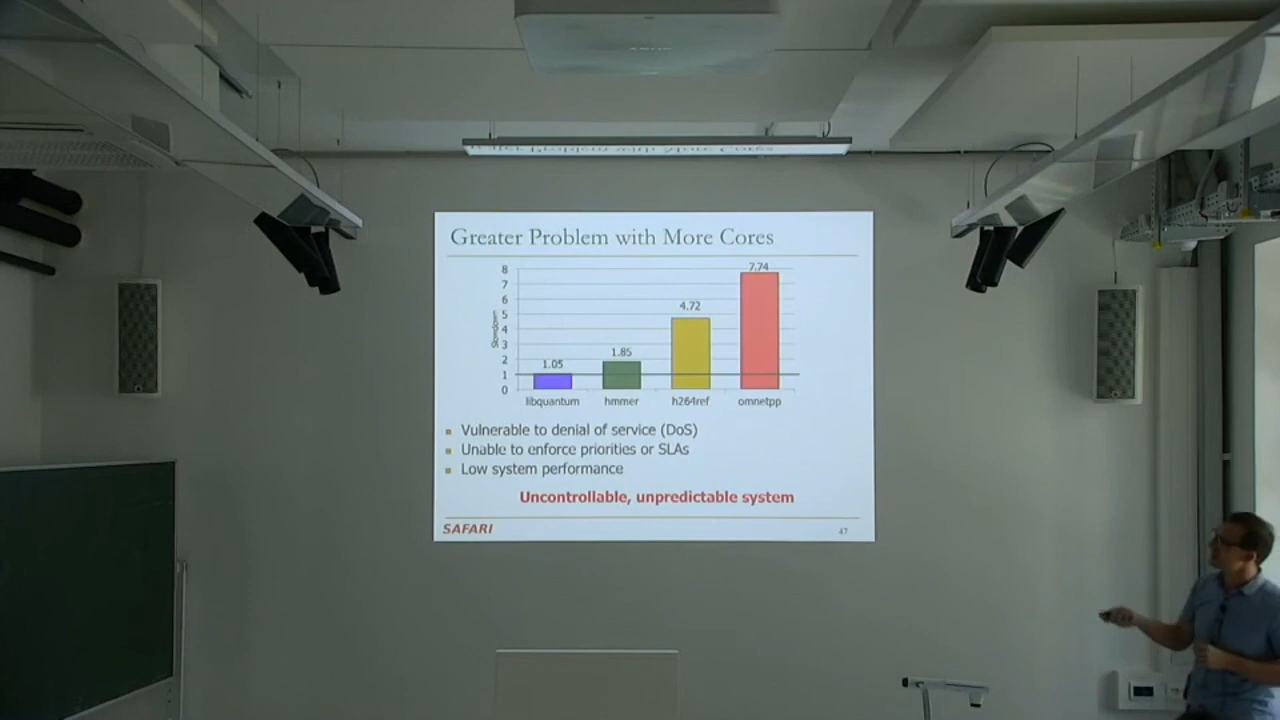 Greater Problem with More Cores
8
7
6
5
4
3
2
1
0
Slowdown
1.05
1.85
4.72
7.74
libquantum hmmer h264ref omnetpp
Vulnerable to denial of service (DoS)
Unable to enforce priorities or SLAs
Low system performance
Uncontrollable, unpredictable system
SAFARI
47